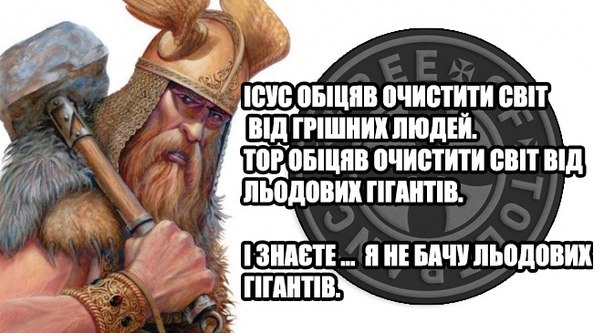 ІСУС ОБІЦЯВ ОЧИСТИТИ СВІТ
ВІД ГРІШНИХ ЛЮДЕЙ.
ТОР ОБІЦЯВ ОЧИСТИТИ СВІТ ВІД
ЛЬОДОВИХ ГІГАНТІВ.
І ЗНАЄТЕ ... Я НЕ БАЧУ ЛЬОДОВИХ
ГІГАНТІВ.